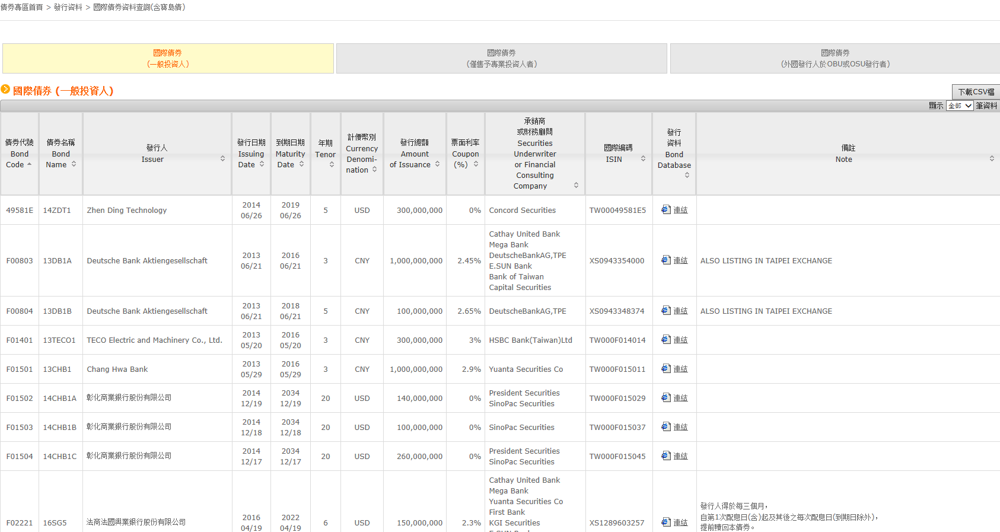 債券專區首頁 > 發行資料 > 國際債券資料查詢(含寶島債)
國際債券
(一般投資人)
國際債券
(僅售予專業投資人者)
國際債券
(外國發行人於OBU或OSU發行者)
國際債券 (一般投資人)
下載CSV檔
顯示 全部 筆資料
債券代號
Bond
Code
債券名稱
Bond
Name
發行人
Issuer
發行日期
Issuing
Date
到期日期
Maturity
Date
年期
Tenor
計價幣別
Currency
Denomi-
nation
發行總額
Amount
of Issuance
票面利率
Coupon
(%)
承銷商
或財務顧問
Securities
Underwriter
or Financial
Consulting
Company
國際編碼
ISIN
發行
資料
Bond
Database
備註
Note
49581E 14ZDT1 Zhen Ding Technology 2014 06/26 2019 06/26 5 USD 300,000,000 0% Concord Securities TW00049581E5 連結
F00803 13DB1A Deutsche Bank Aktiengesellschaft 2013 06/21 2016 06/21 3 CNY 1,000,000,000 2.45%
Cathay United Bank
Mega Bank
DeutscheBankAG,TPE
E.SUN Bank
Bank of Taiwan
Capital Securities
XS0943354000 連結 ALSO LISTING IN TAIPEI EXCHANGE
F00804 13DB1B Deutsche Bank Aktiengesellschaft 2013 06/21 2018 06/21 5 CNY 100,000,000 2.65% DeutscheBankAG,TPE XS0943348374 連結 ALSO LISTING IN TAIPEI EXCHANGE
F01401 13TECO1 TECO Electric and Machinery Co., Ltd. 2013 05/20 2016 05/20 3 CNY 300,000,000 3% HSBC Bank(Taiwan)Ltd TW000F014014 連結
F01501 13CHB1 Chang Hwa Bank 2013 05/29 2016 05/29 3 CNY 1,000,000,000 2.9% Yuanta Securities Co TW000F015011 連結
F01502 14CHB1A 彰化商業銀行股份有限公司 2014 12/19 2034 12/19 20 USD 140,000,000 0%
President Securities
SinoPac Securities
TW000F015029 連結
F01503 14CHB1B 彰化商業銀行股份有限公司 2014 12/18 2034 12/18 20 USD 100,000,000 0% SinoPac Securities TW000F015037 連結
F01504 14CHB1C 彰化商業銀行股份有限公司 2014 12/17 2034 12/17 20 USD 260,000,000 0%
President Securities
SinoPac Securities
TW000F015045 連結
F02221 16SG5 法商法國興業銀行股份有限公司 2016 04/19 2022 04/19 6 USD 150,000,000 2.3%
Cathay United Bank
Mega Bank
Yuanta Securities Co
First Bank
KGI Securities
XS1289603257 連結
發行人得於每三個月，
自第1次配息日(含)起及其後之每次配息日(到期日除外)，
提前贖回本債券。